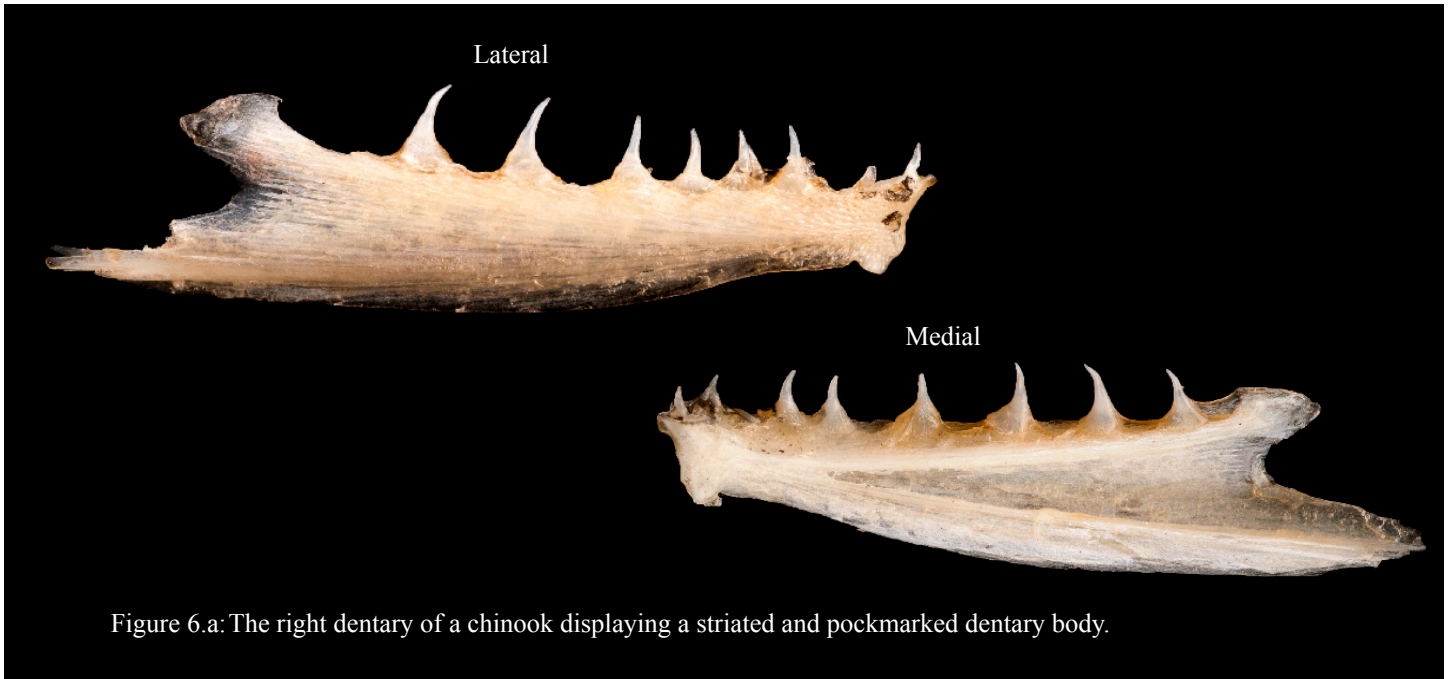 Lateral
Medial
Figure 6.a: The right dentary of a chinook displaying a striated and pockmarked dentary body.